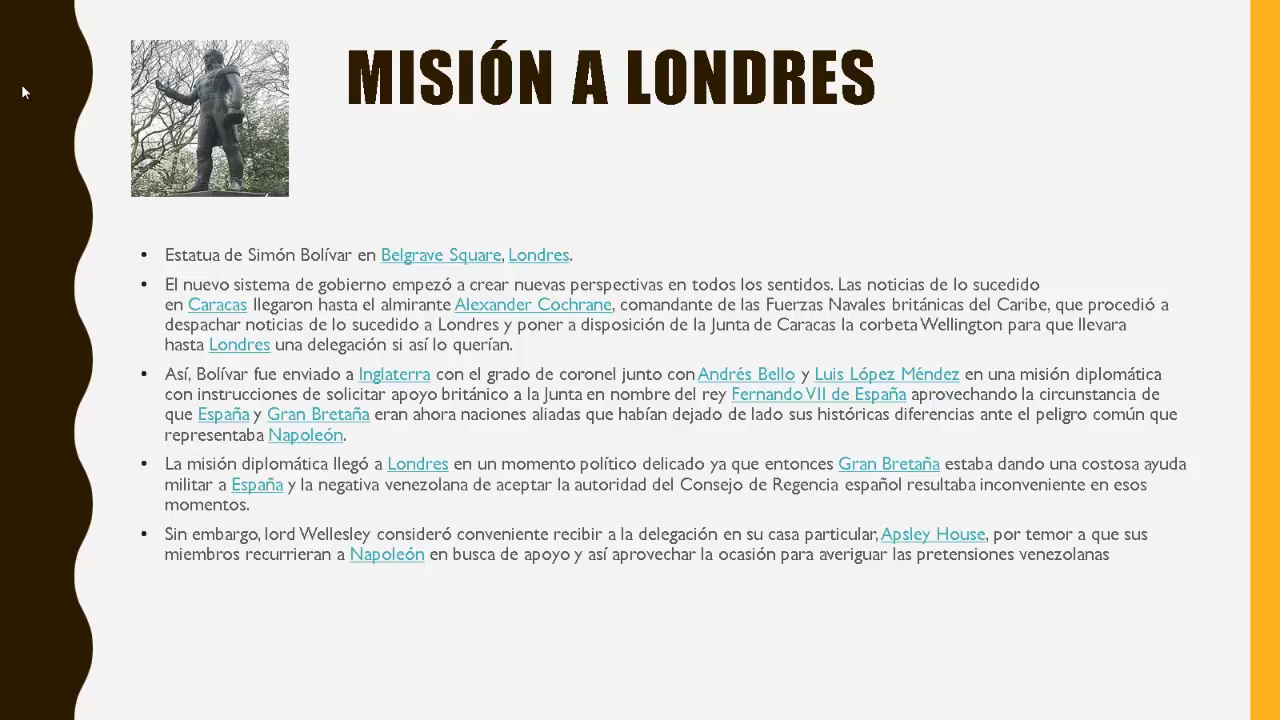 MISIÓN A LONDRES
• Estatua de Simón Bolívar en Belgrave Square, Londres.
• El nuevo sistema de gobierno empezó a crear nuevas perspectivas en todos los sentidos. Las noticias de lo sucedido
en Caracas llegaron hasta el almirante Alexander Cochrane, comandante de las Fuerzas Navales británicas del Caribe, que procedió a
despachar noticias de lo sucedido a Londres y poner a disposición de la Junta de Caracas la corbeta Wellington para que llevara
hasta Londres una delegación si así lo querían.
• Así, Bolívar fue enviado a Inglaterra con el grado de coronel junto con Andrés Bello y Luis López Méndez en una misión diplomática
con instrucciones de solicitar apoyo británico a la Junta en nombre del rey Fernando VII de España aprovechando la circunstancia de
que España y Gran Bretaña eran ahora naciones aliadas que habían dejado de lado sus históricas diferencias ante el peligro común que
representaba Napoleón.
• La misión diplomática llegó a Londres en un momento político delicado ya que entonces Gran Bretaña estaba dando una costosa ayuda
militar a España y la negativa venezolana de aceptar la autoridad del Consejo de Regencia español resultaba inconveniente en esos
momentos.
• Sin embargo, lord Wellesley consideró conveniente recibir a la delegación en su casa particular, Apsley House, por temor a que sus
miembros recurrieran a Napoleón en busca de apoyo y así aprovechar la ocasión para averiguar las pretensiones venezolanas